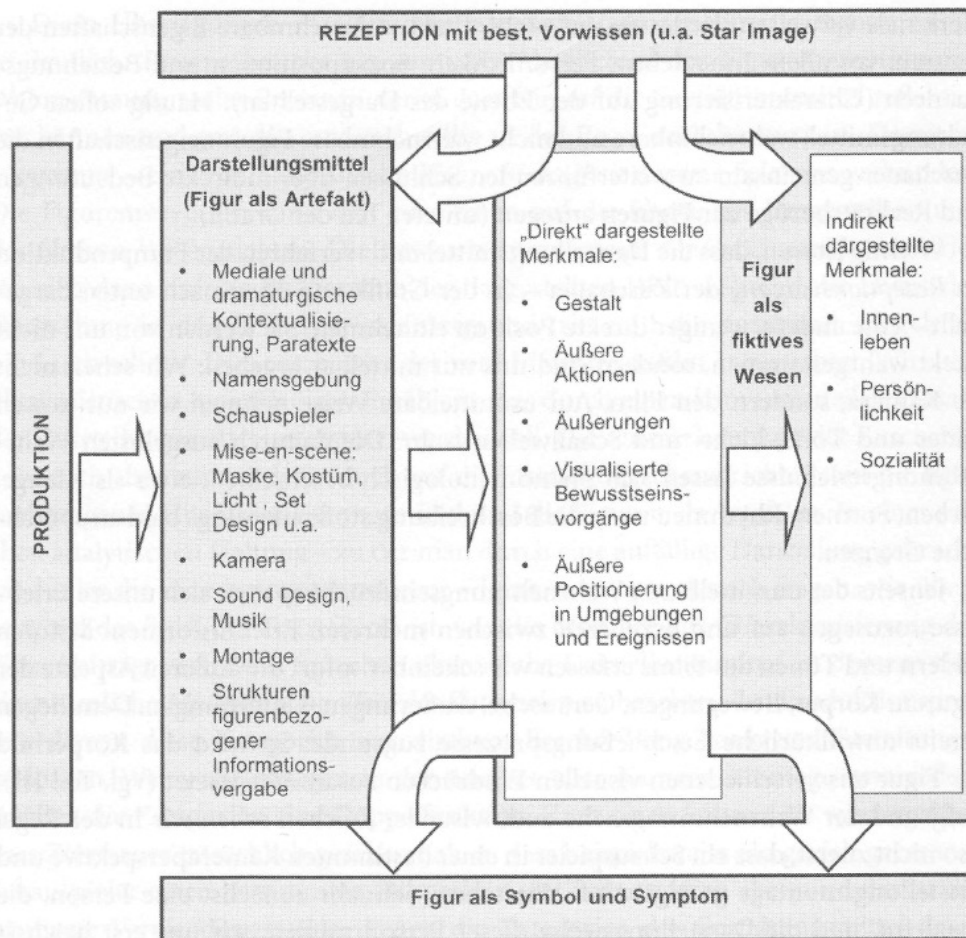 REZEPTION mit best. Vorwissen (u.a. Star Image)
PRODUKTION
Darstellungsmittel
(Figur als Artefakt)
• Mediale und
dramaturgische
Kontextualisie-
rung, Paratexte
• Namensgebung
• Schauspieler
• Mise-en-scène:
Maske, Kostüm,
Licht, Set
Design u.a.
• Kamera
• Sound Design,
Musik
• Montage
• Strukturen
figurenbezo-
gener
Informations-
vergabe
„Direkt“ dargestellte
Merkmale:
• Gestalt
• Äußere
Aktionen
• Äußerungen
• Visualisierte
Bewusstseins-
vorgänge
• Äußere
Positionierung
in Umgebungen
und Ereignissen
Figur
als
fiktives
Wesen
Indirekt
dargestellte
Merkmale:
• Innen-
leben
• Persön-
lichkeit
• Sozialität
Figur als Symbol und Symptom